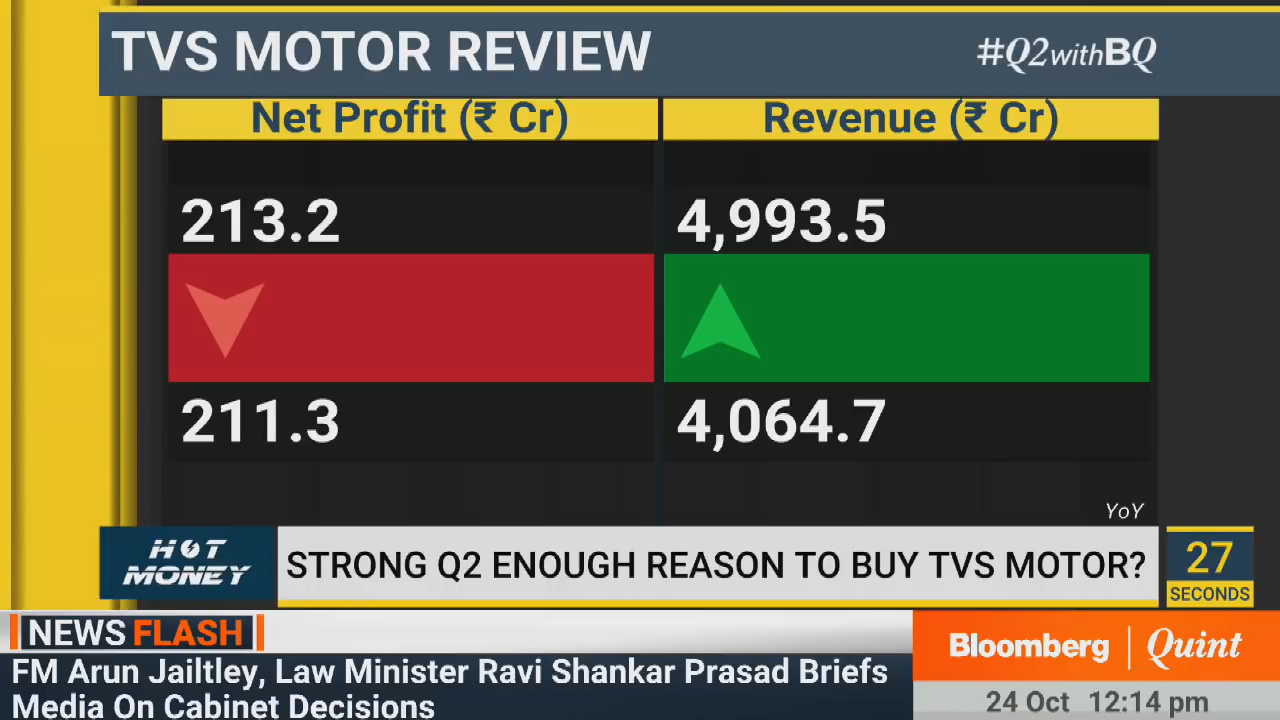 TVS MOTOR REVIEW
#Q2withBQ
Net Profit (₹ Cr)
Revenue (₹ Cr)
213.2
4,993.5
211.3
4,064.7
YoY
HOT
MONEY
STRONG Q2 ENOUGH REASON TO BUY TVS MOTOR?
27
SECONDS
NEWS FLASH
FM Arun Jailtley, Law Minister Ravi Shankar Prasad Briefs
Media On Cabinet Decisions
Bloomberg | Quint
24 Oct 12:14 pm